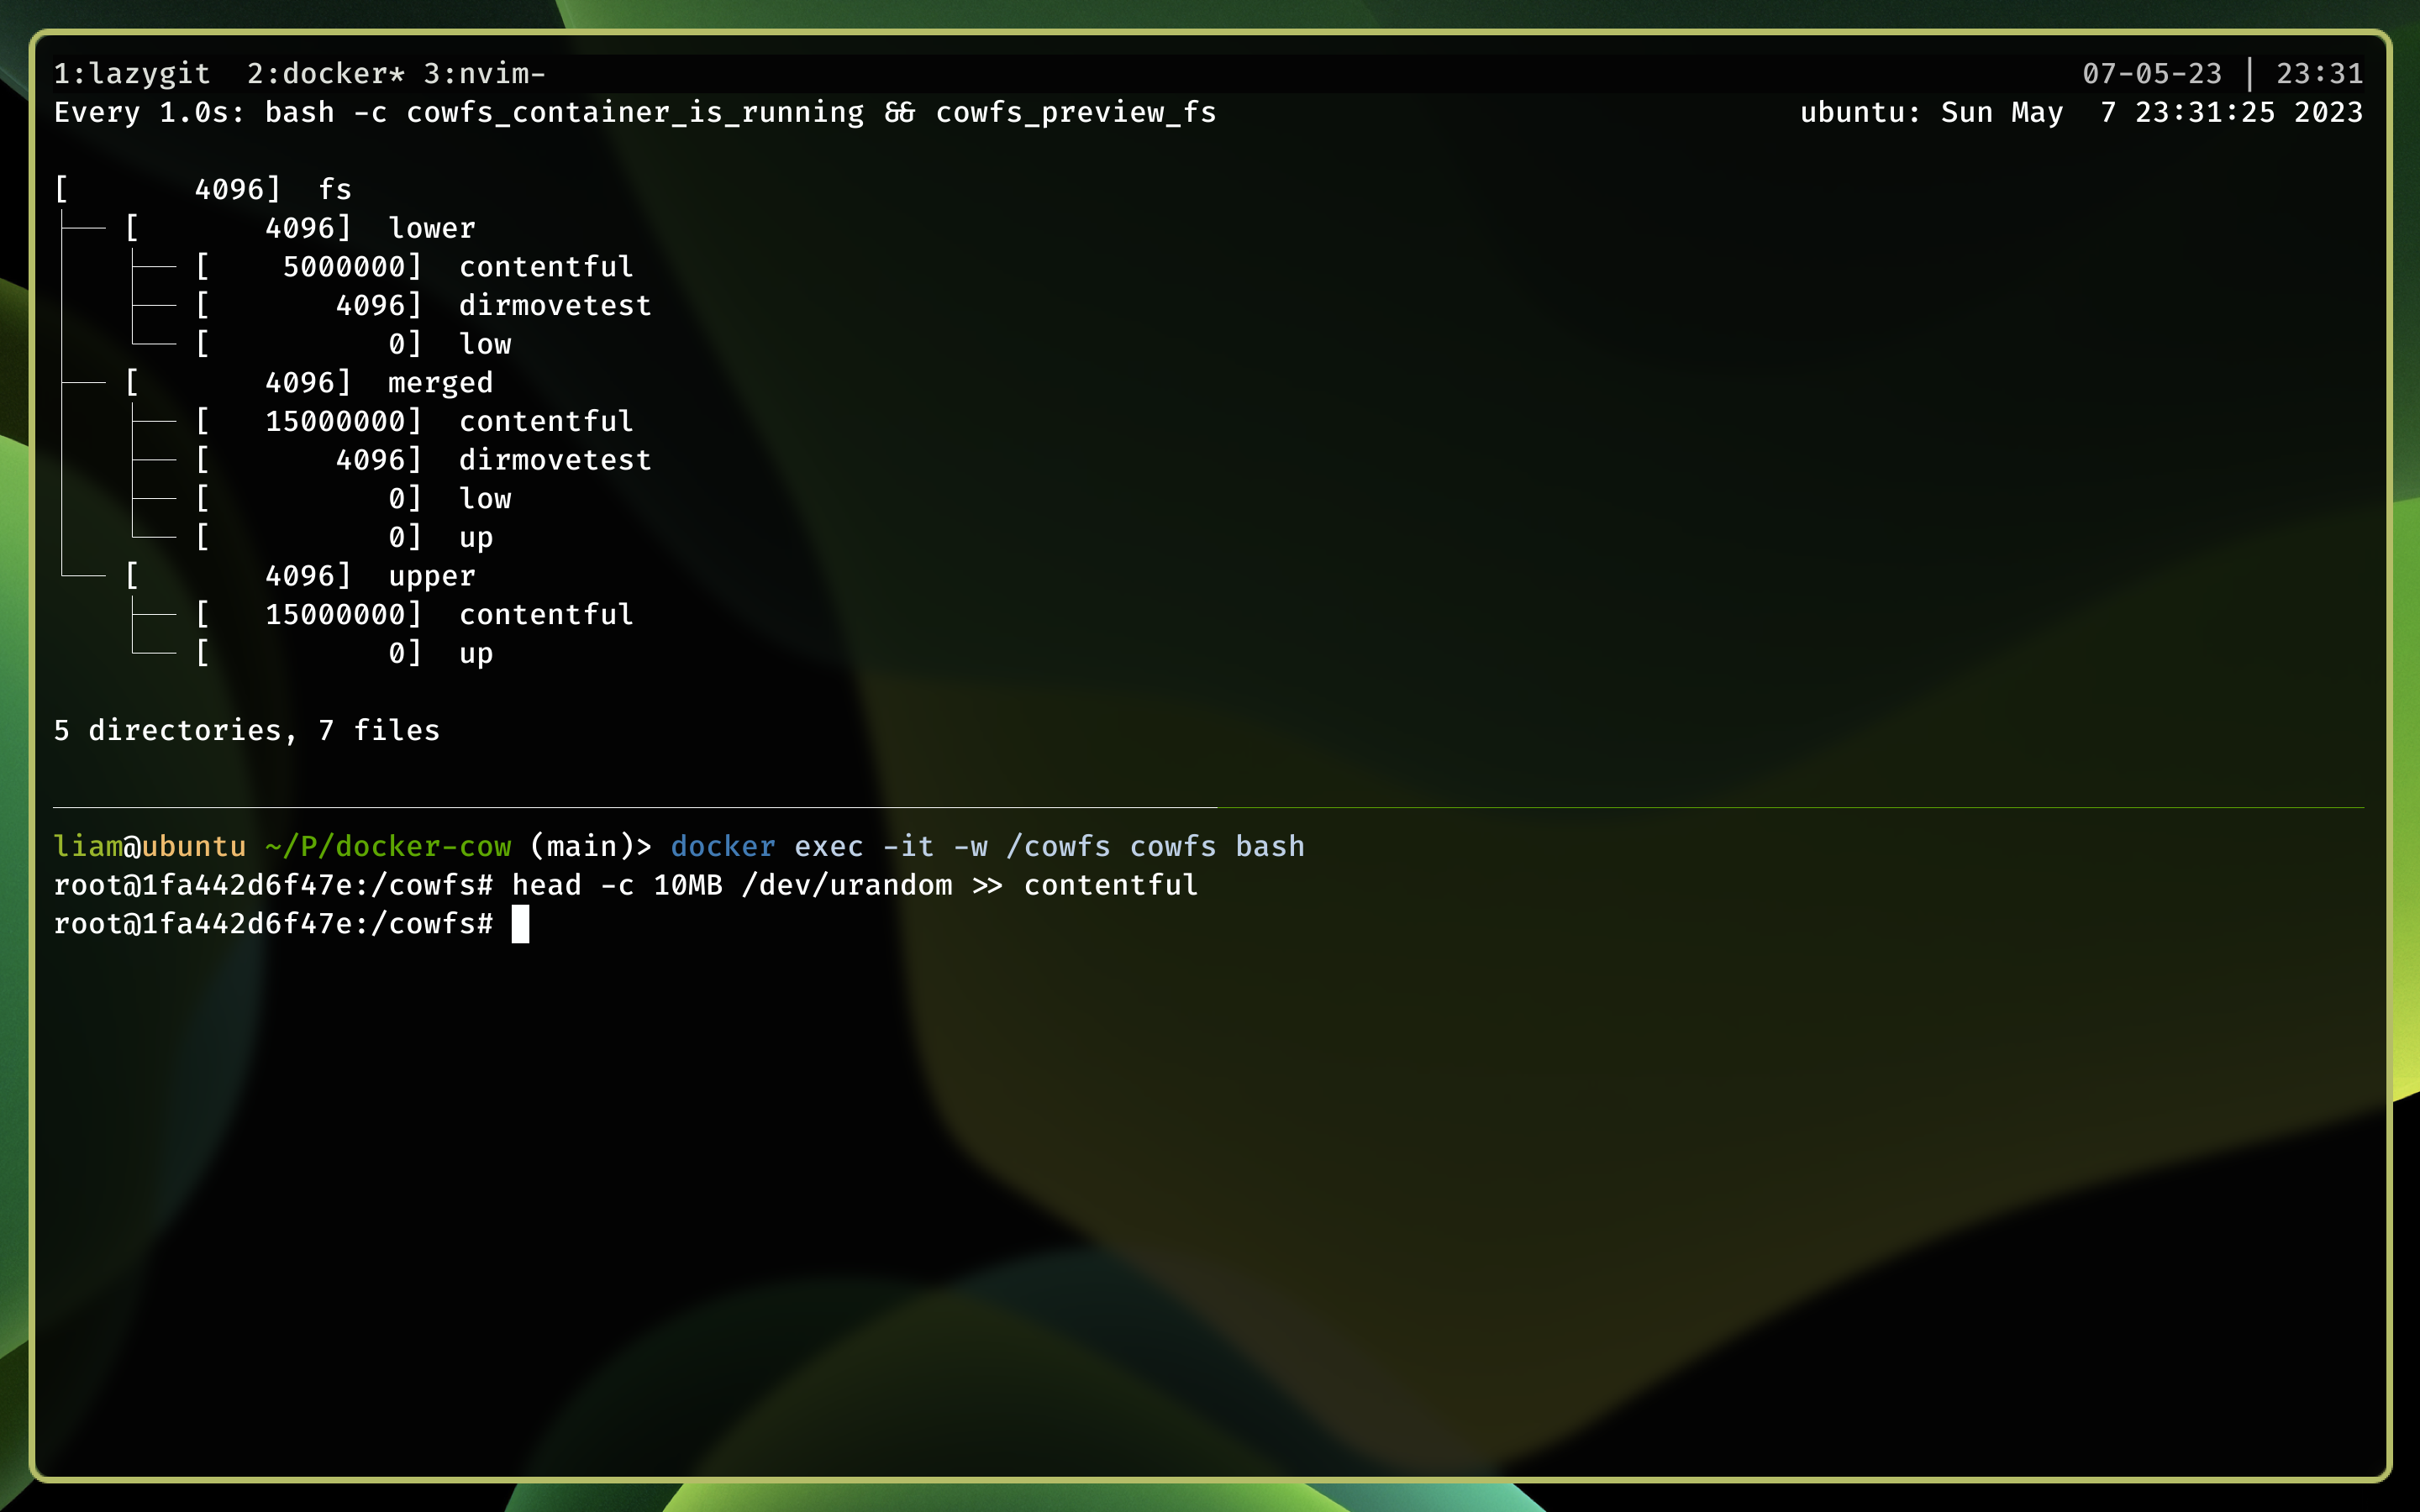 1:lazygit  2:docker* 3:nvim-                                   07-05-23 | 23:31
Every 1.0s: bash -c cowfs_container_is_running && cowfs_preview_fs                                 ubuntu: Sun May  7 23:31:25 2023
[       4096]  fs
├── [       4096]  lower
│   ├── [    5000000]  contentful
│   ├── [       4096]  dirmovetest
│   └── [          0]  low
├── [       4096]  merged
│   ├── [   15000000]  contentful
│   ├── [       4096]  dirmovetest
│   ├── [          0]  low
│   └── [          0]  up
└── [       4096]  upper
    ├── [   15000000]  contentful
    └── [          0]  up
5 directories, 7 files
liam@ubuntu ~/P/docker-cow (main)> docker exec -it -w /cowfs cowfs bash
root@1fa442d6f47e:/cowfs# head -c 10MB /dev/urandom >> contentful
root@1fa442d6f47e:/cowfs#